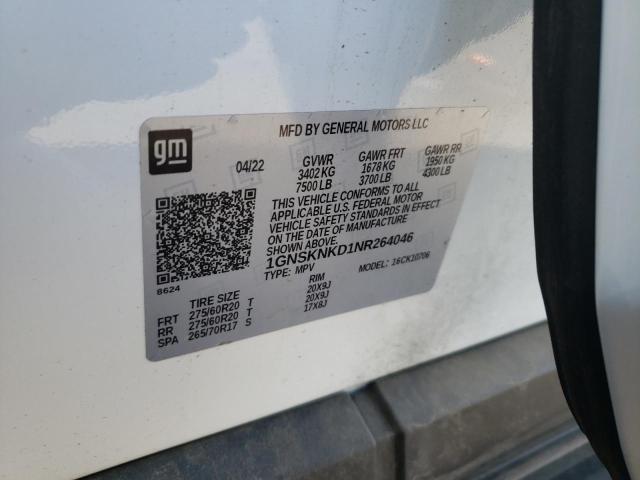 gm
MFD BY GENERAL MOTORS LLC
04/22 GVWR GAWR FRT GAWR RR
3402 KG 1678 KG 1950 KG
7500 LB 3700 LB 4300 LB
THIS VEHICLE CONFORMS TO ALL
APPLICABLE U.S. FEDERAL MOTOR
VEHICLE SAFETY STANDARDS IN EFFECT
ON THE DATE OF MANUFACTURE
SHOWN ABOVE.
1GNSKNKD1NR264046
TYPE: MPV MODEL: 16CK10706
8624
TIRE SIZE RIM
FRT 275/60R20 T 20X9J
RR 275/60R20 T 20X9J
SPA 265/70R17 S 17X8J